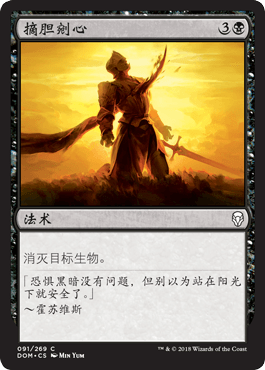 摘胆剜心 3
法术
消灭目标生物。
「恐惧黑暗没有问题，但别以为站在阳光
下就安全了。」
～霍苏维斯
091/269 C
DOM • CS Min Yum
™ & © 2018 Wizards of the Coast